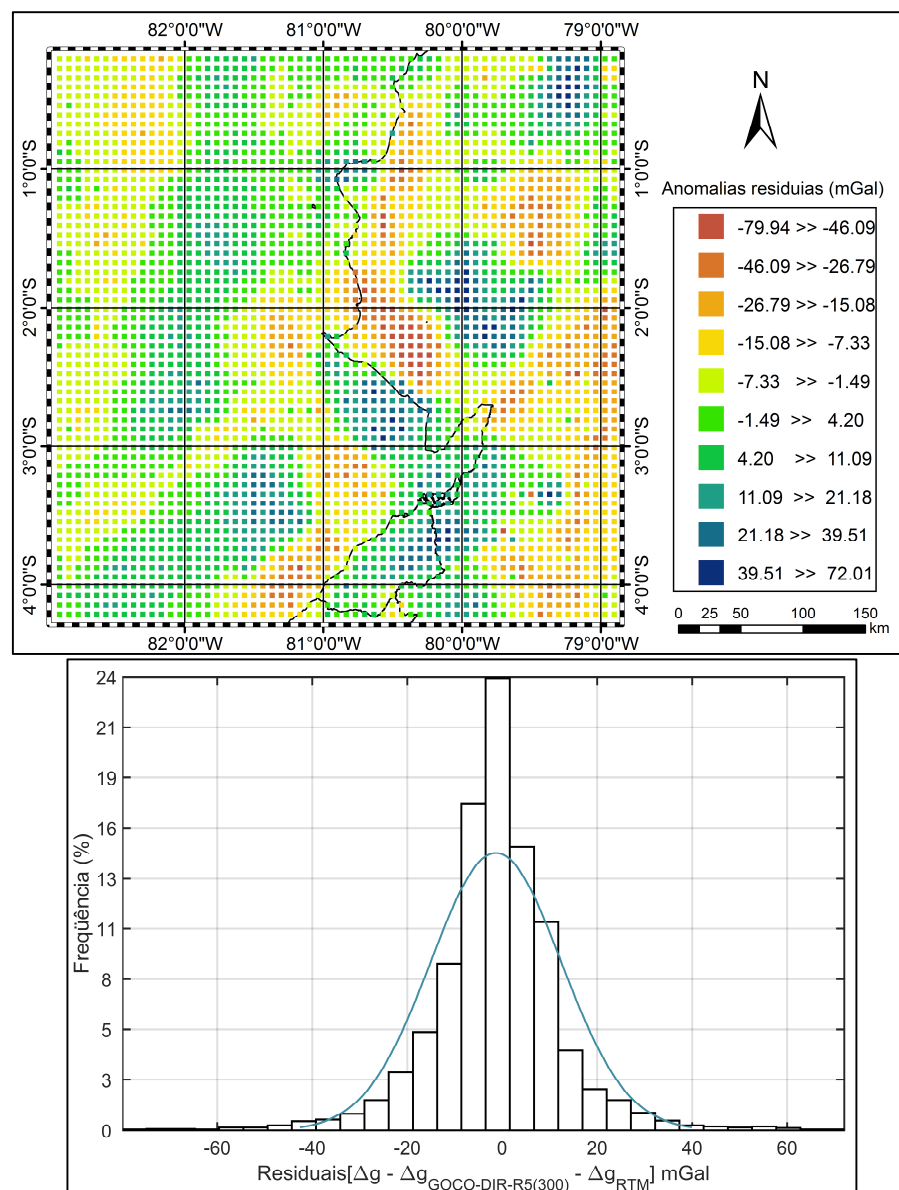 82°0'0"W 81°0'0"W 80°0'0"W 79°0'0"W
1°0'0"S
2°0'0"S
3°0'0"S
4°0'0"S
1°0'0"S
2°0'0"S
3°0'0"S
4°0'0"S
82°0'0"W 81°0'0"W 80°0'0"W 79°0'0"W
N
Anomalias residuias (mGal)
-79.94 >> -46.09
-46.09 >> -26.79
-26.79 >> -15.08
-15.08 >> -7.33
-7.33 >> -1.49
-1.49 >> 4.20
4.20 >> 11.09
11.09 >> 21.18
21.18 >> 39.51
39.51 >> 72.01
0 25 50 100 150
km
24
21
19
16
13
11
8
5
3
0
Freqüência (%)
-60 -40 -20 0 20 40 60
Residuais[Δg - Δg_GOCO-DIR-R5(300) - Δg_RTM] mGal